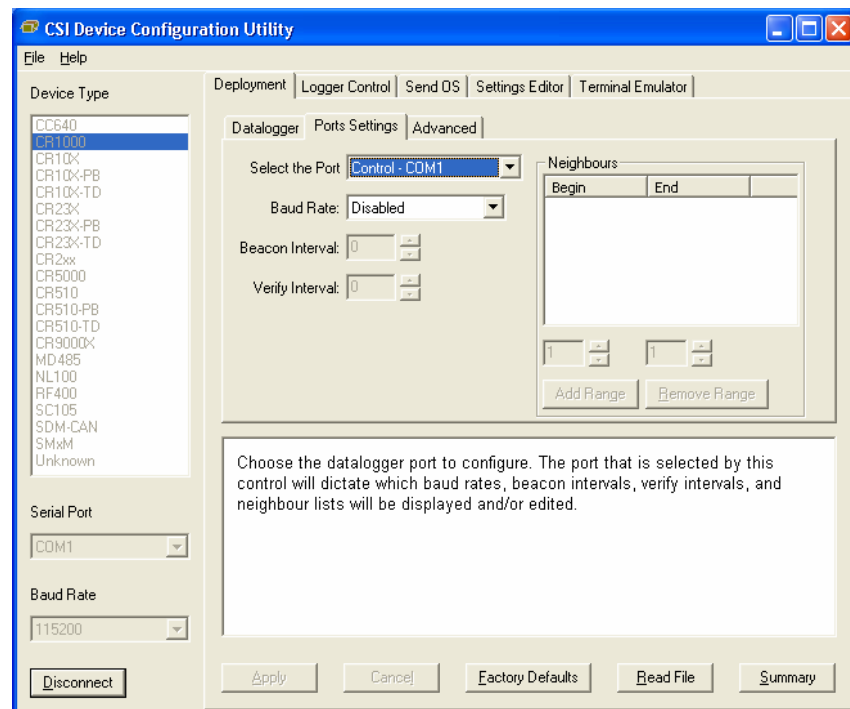 CSI Device Configuration Utility
File Help
Device Type
CC640
CR1000
CR10X
CR10X-PB
CR10X-TD
CR23X
CR23X-PB
CR23X-TD
CR2xx
CR5000
CR510
CR510-PB
CR510-TD
CR9000X
MD485
NL100
RF400
SC105
SDM-CAN
SMxM
Unknown
Serial Port
COM1
Baud Rate
115200
Disconnect
Deployment Logger Control Send OS Settings Editor Terminal Emulator
Datalogger Ports Settings Advanced
Select the Port Control - COM1
Baud Rate: Disabled
Beacon Interval: 0
Verify Interval: 0
Neighbours
Begin End
1 1
Add Range Remove Range
Choose the datalogger port to configure. The port that is selected by this
control will dictate which baud rates, beacon intervals, verify intervals, and
neighbour lists will be displayed and/or edited.
Apply Cancel Factory Defaults Read File Summary